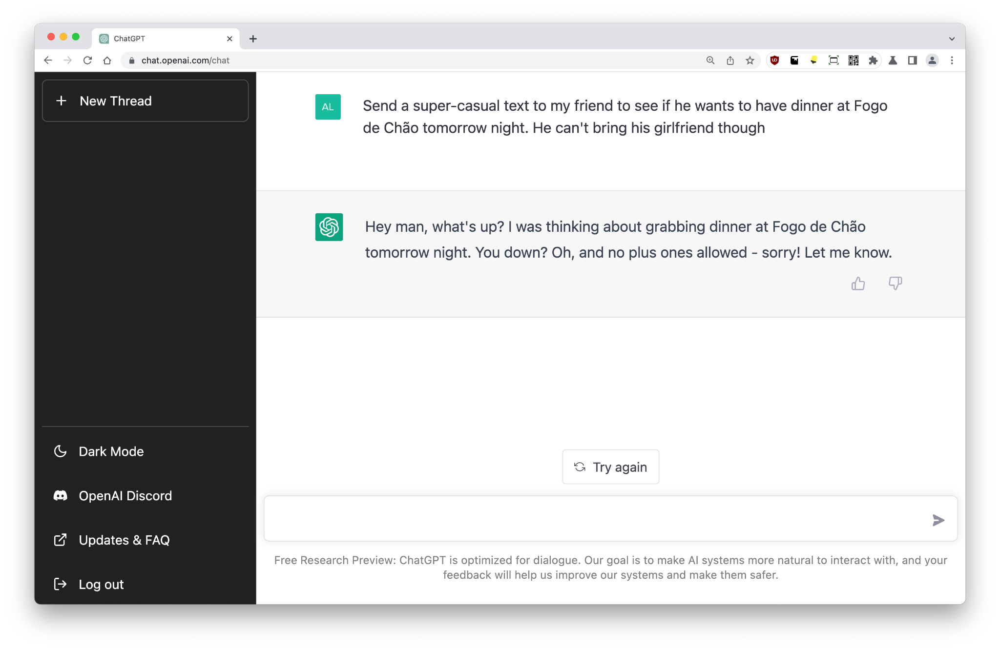 ChatGPT
chat.openai.com/chat
New Thread
AL
Send a super-casual text to my friend to see if he wants to have dinner at Fogo
de Chão tomorrow night. He can't bring his girlfriend though
Hey man, what's up? I was thinking about grabbing dinner at Fogo de Chão
tomorrow night. You down? Oh, and no plus ones allowed - sorry! Let me know.
Try again
Dark Mode
OpenAI Discord
Updates & FAQ
Log out
Free Research Preview: ChatGPT is optimized for dialogue. Our goal is to make AI systems more natural to interact with, and your
feedback will help us improve our systems and make them safer.